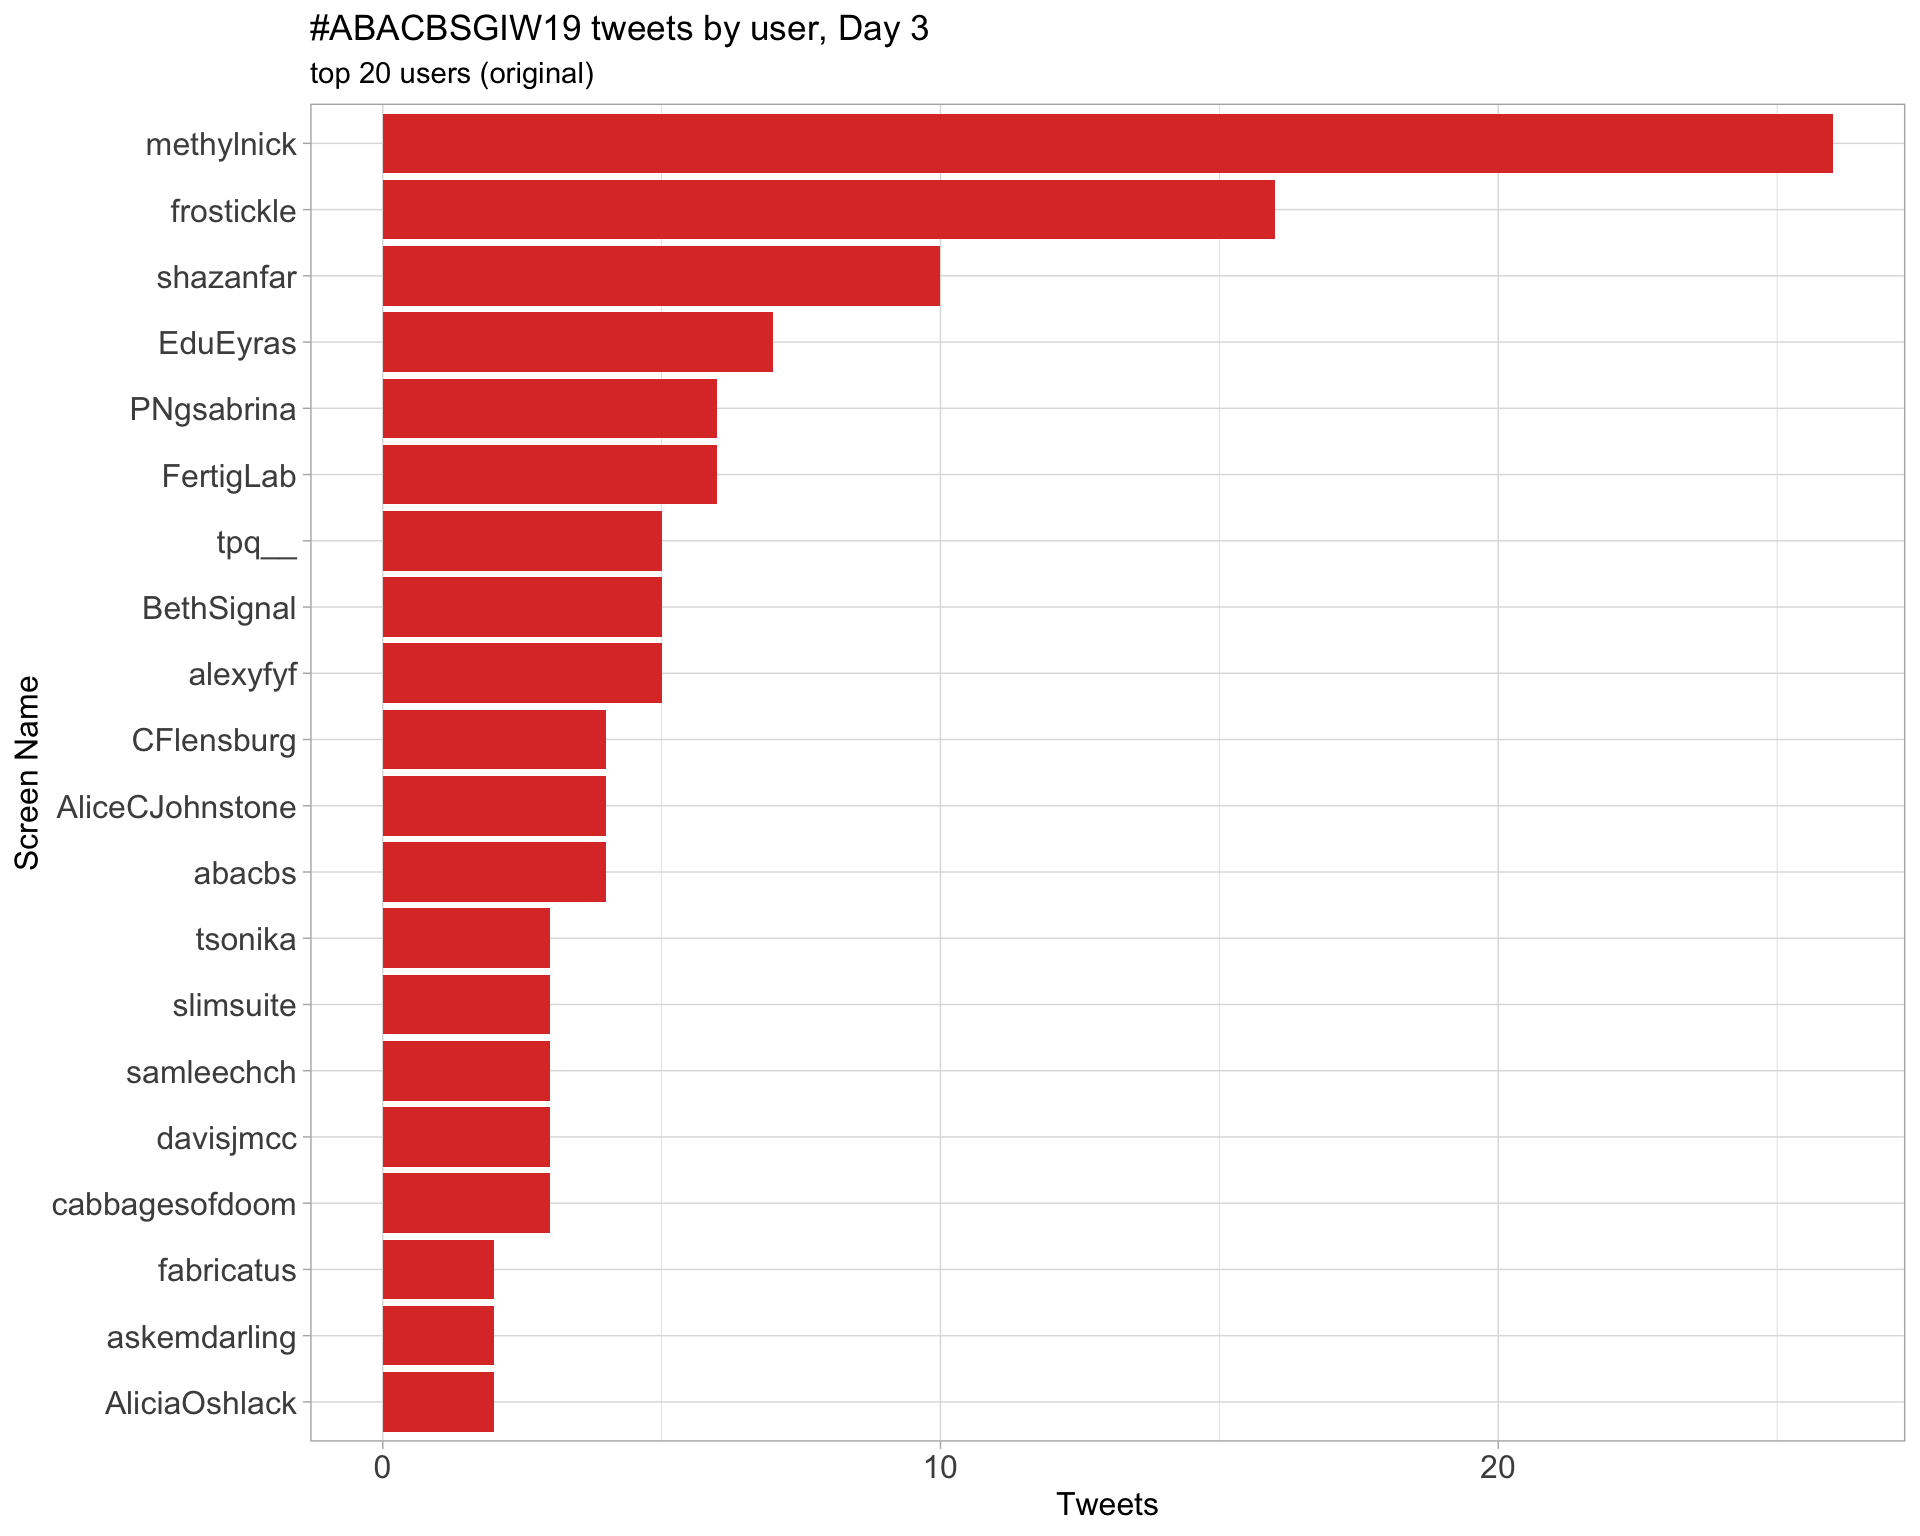 #ABACBSGIW19 tweets by user, Day 3
top 20 users (original)
Screen Name
methylnick
frostickle
shazanfar
EduEyras
PNgsabrina
FertigLab
tpq__
BethSignal
alexyfyf
CFlensburg
AliceCJohnstone
abacbs
tsonika
slimsuite
samleechch
davisjmcc
cabbagesofdoom
fabricatus
askemdarling
AliciaOshlack
0 10 20
Tweets